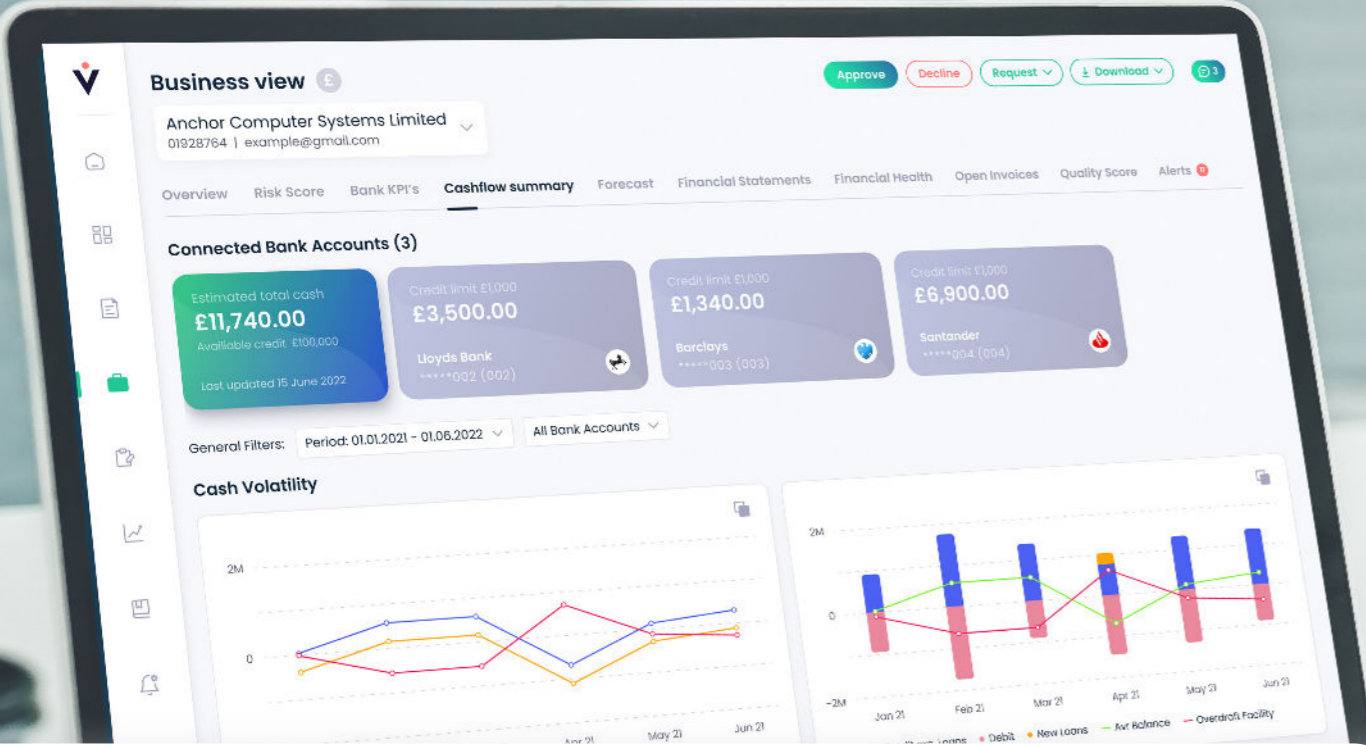 Business view £
Approve
Decline
Request
Download
3
Anchor Computer Systems Limited
01928764 | example@gmail.com
Overview
Risk Score
Bank KPI's
Cashflow summary
Forecast
Financial Statements
Financial Health
Open Invoices
Quality Score
Alerts
Connected Bank Accounts (3)
Estimated total cash
£11,740.00
Available credit £100,000
Last updated 15 June 2022
Credit limit £1,000
£3,500.00
Lloyds Bank
*****002 (002)
Credit limit £1,000
£1,340.00
Barclays
*****003 (003)
Credit limit £1,000
£6,900.00
Santander
*****004 (004)
General Filters:
Period: 01.01.2021 - 01.06.2022
All Bank Accounts
Cash Volatility
2M
0
Apr 21
May 21
Jun 21
2M
0
-2M
Jan 21
Feb 21
Mar 21
Apr 21
May 21
Jun 21
Loans
Debit
New Loans
Avr Balance
Overdraft Facility